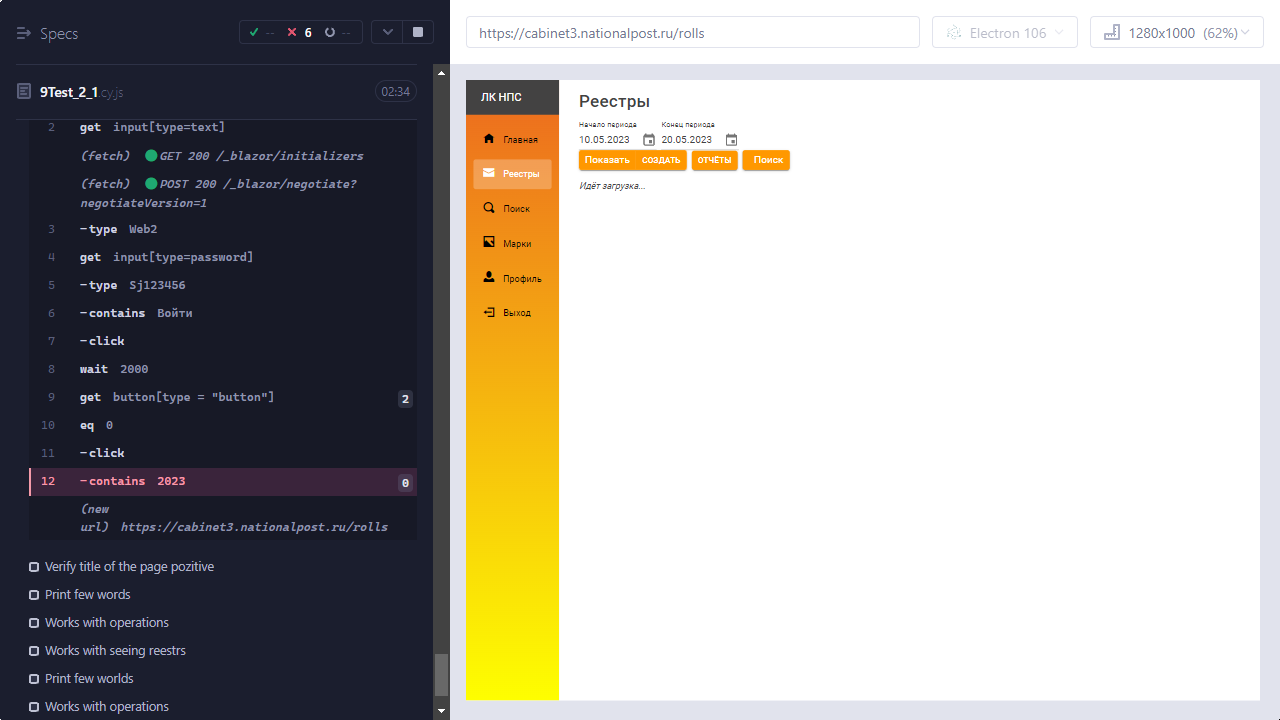 Specs
-- 6 --
9Test_2_1.cy.js 02:34
2 get input[type=text]
(fetch) GET 200 /_blazor/initializers
(fetch) POST 200 /_blazor/negotiate?
negotiateVersion=1
3 -type Web2
4 get input[type=password]
5 -type Sj123456
6 -contains Войти
7 -click
8 wait 2000
9 get button[type = "button"] 2
10 eq 0
11 -click
12 -contains 2023 0
(new
url) https://cabinet3.nationalpost.ru/rolls
Verify title of the page pozitive
Print few words
Works with operations
Works with seeing reestrs
Print few worlds
Works with operations
https://cabinet3.nationalpost.ru/rolls
Electron 106
1280x1000 (62%)
ЛК НПС
Главная
Реестры
Поиск
Марки
Профиль
Выход
Реестры
Начало периода Конец периода
10.05.2023 20.05.2023
Показать СОЗДАТЬ ОТЧЁТЫ Поиск
Идёт загрузка...